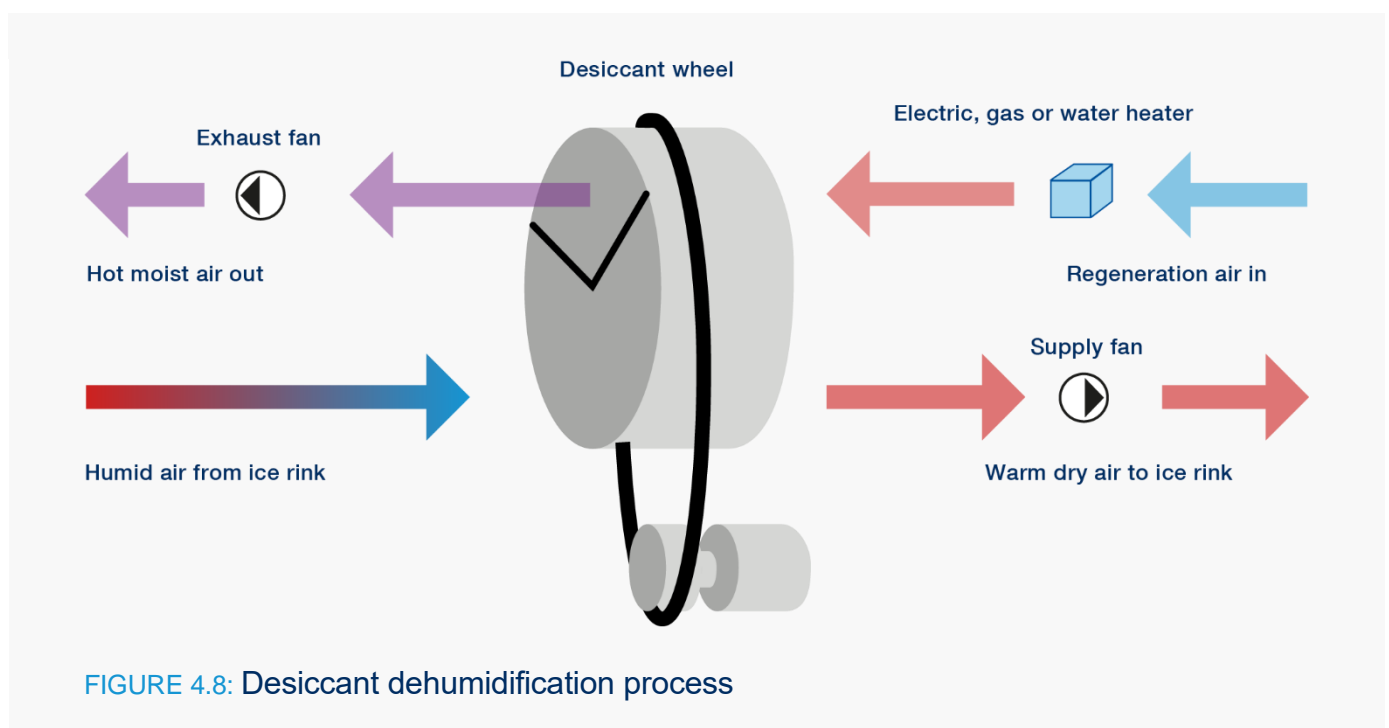 Desiccant wheel
Electric, gas or water heater
Exhaust fan
Hot moist air out
Regeneration air in
Supply fan
Humid air from ice rink
Warm dry air to ice rink
FIGURE 4.8: Desiccant dehumidification process